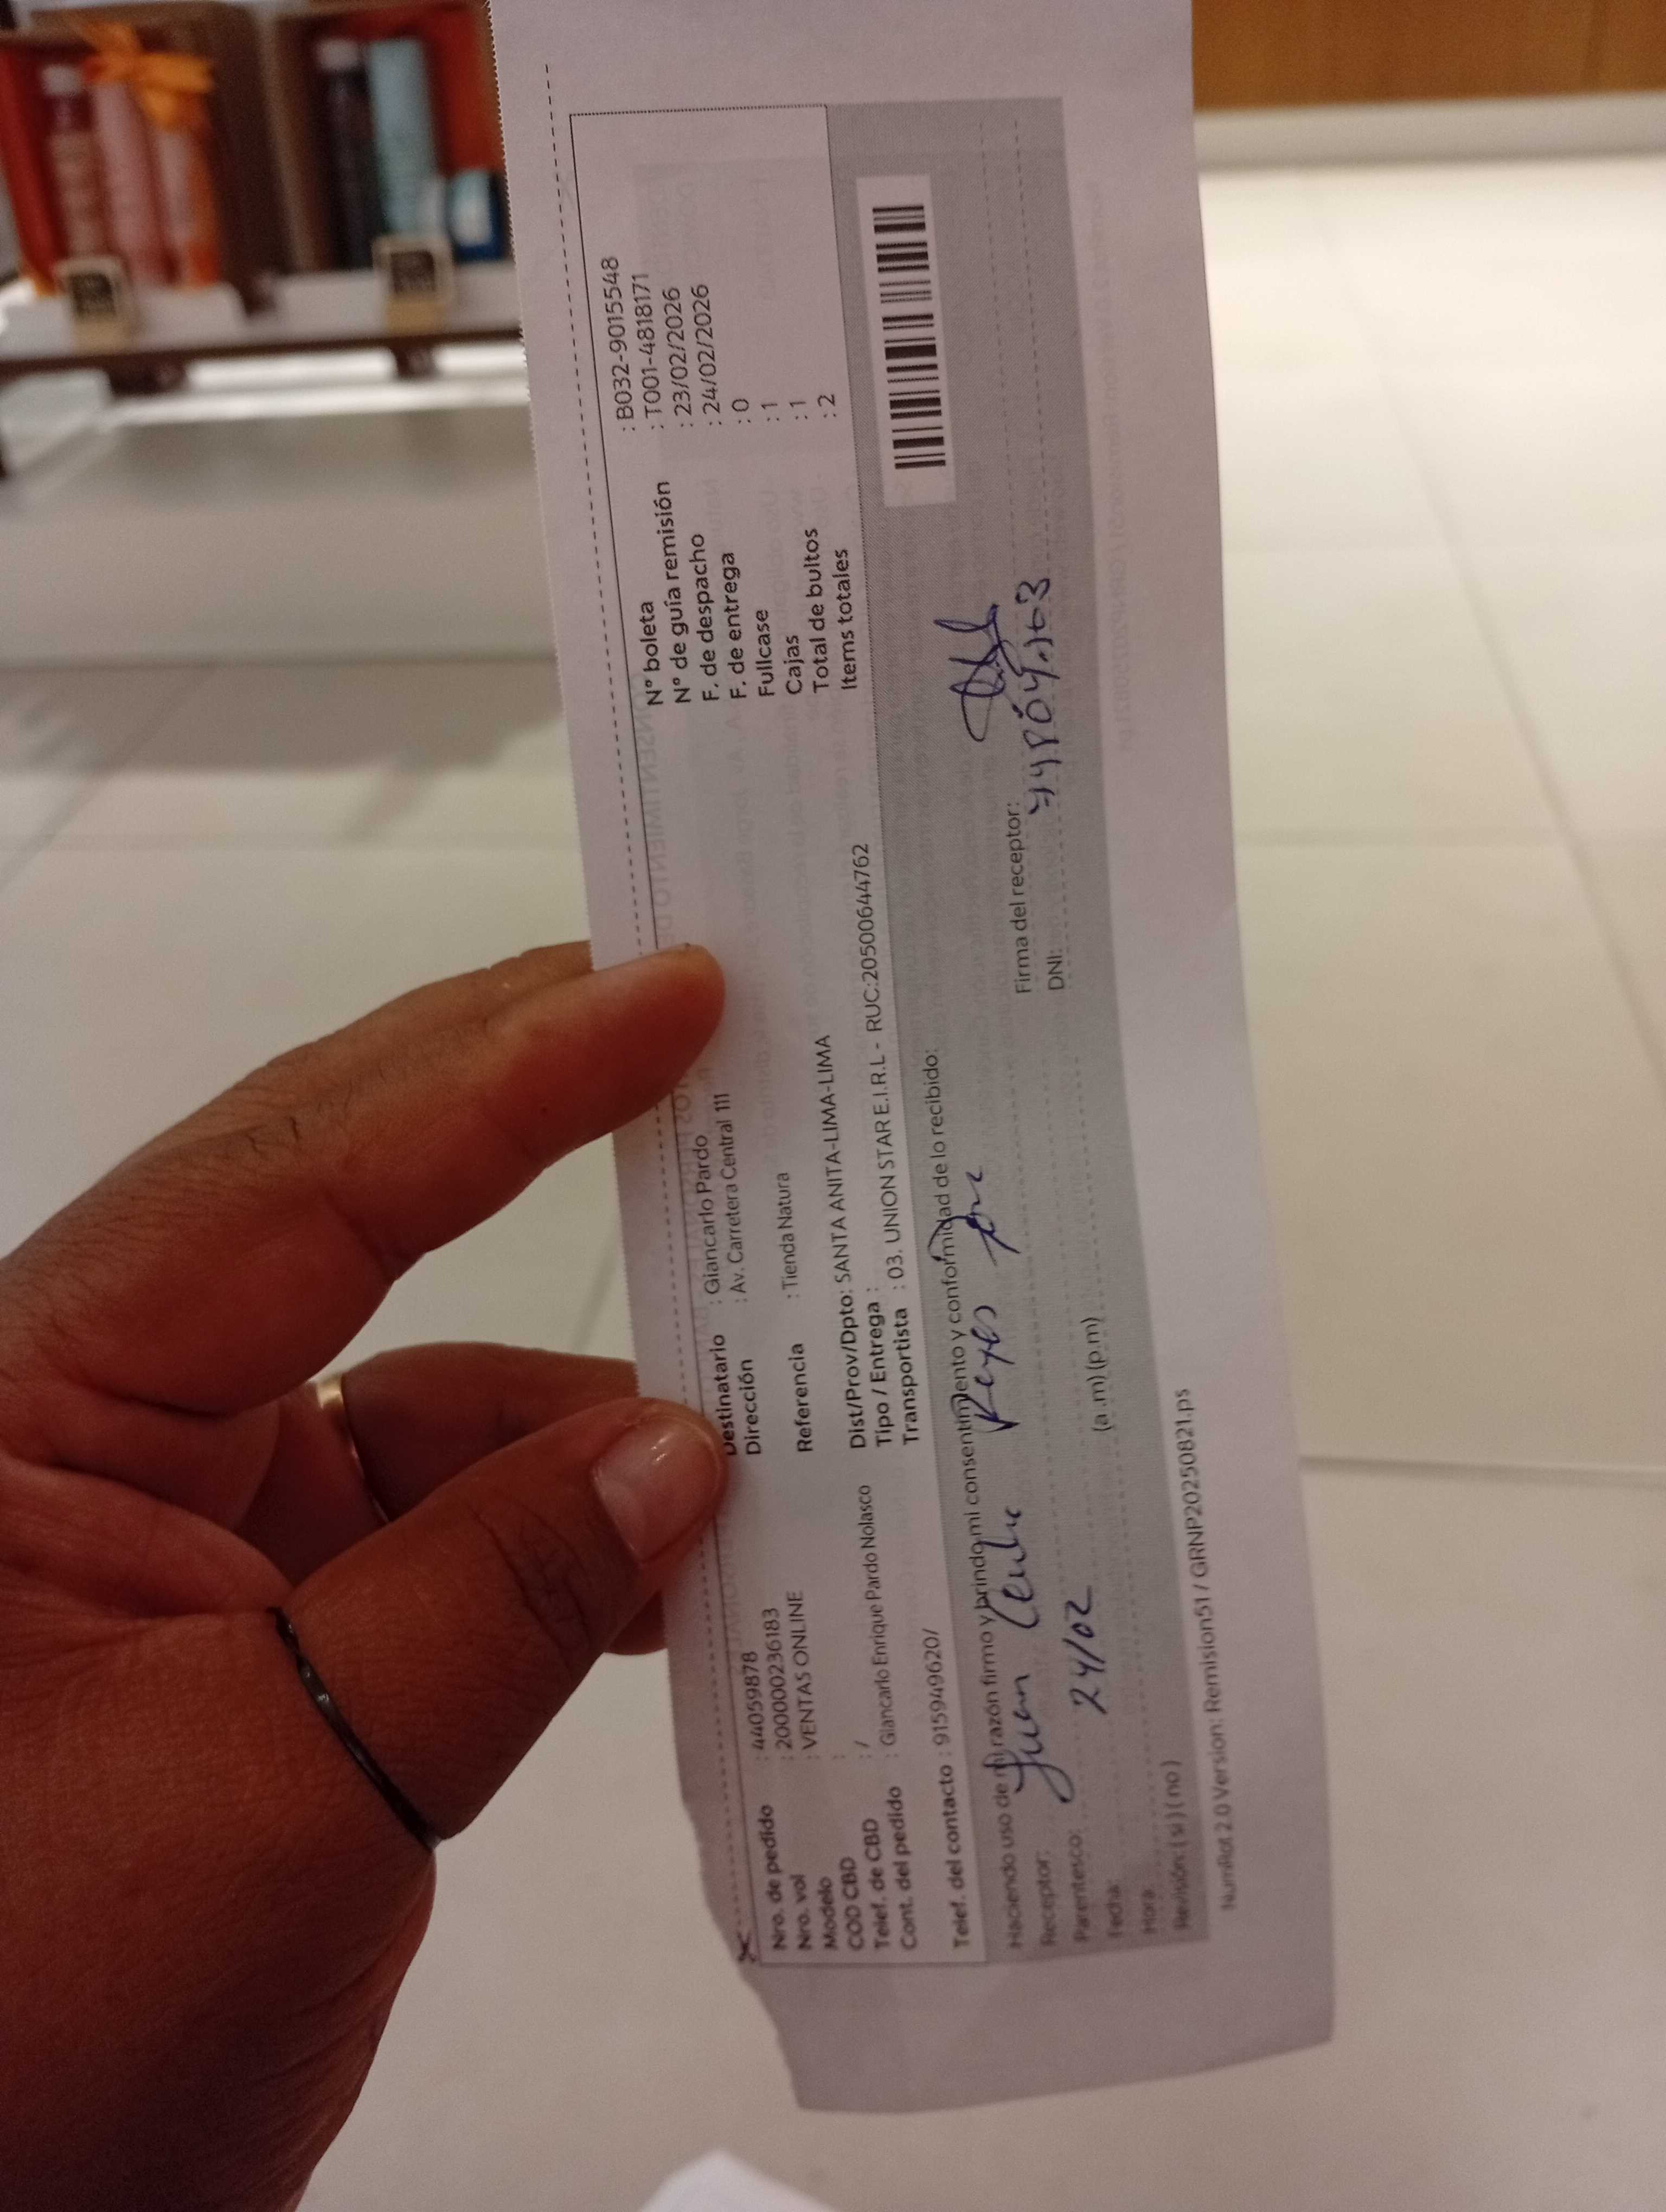 Nro. de pedido : 44059878
Nro. vol : 200000236183
Modelo : VENTAS ONLINE
COD CBD :
Telef. de CBD : /
Cont. del pedido : Giancarlo Enrique Pardo Nolasco
Telef. del contacto : 915949620/
Destinatario : Giancarlo Pardo
Dirección : Av. Carretera Central 111
Referencia : Tienda Natura
Dist/Prov/Dpto: SANTA ANITA-LIMA-LIMA
Tipo / Entrega :
Transportista : 03. UNION STAR E.I.R.L - RUC:20500644762
N° boleta : B032-9015548
N° de guía remisión : T001-4818171
F. de despacho : 23/02/2026
F. de entrega : 24/02/2026
Fullcase : 0
Cajas : 1
Total de bultos : 1
Items totales : 2
Haciendo uso de mi razón firmo y brindo mi consentimiento y conformidad de lo recibido:
Receptor: Juan Reyes
Parentesco:
Fecha: 24/02
Hora: (a.m) (p.m)
Revisión: ( si ) ( no )
Firma del receptor:
DNI:
NumRot 2.0 Version: Remision51 / GRNP20250821.ps